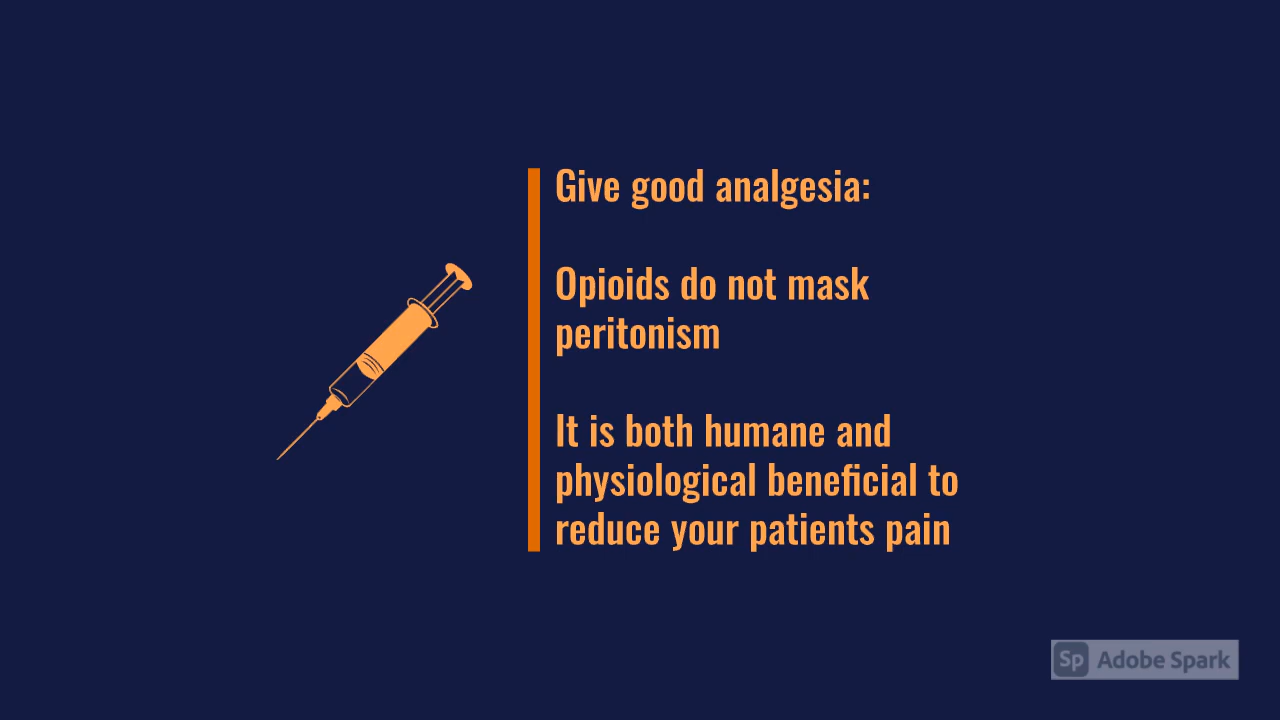 Give good analgesia:
Opioids do not mask
peritonism
It is both humane and
physiological beneficial to
reduce your patients pain
Sp Adobe Spark